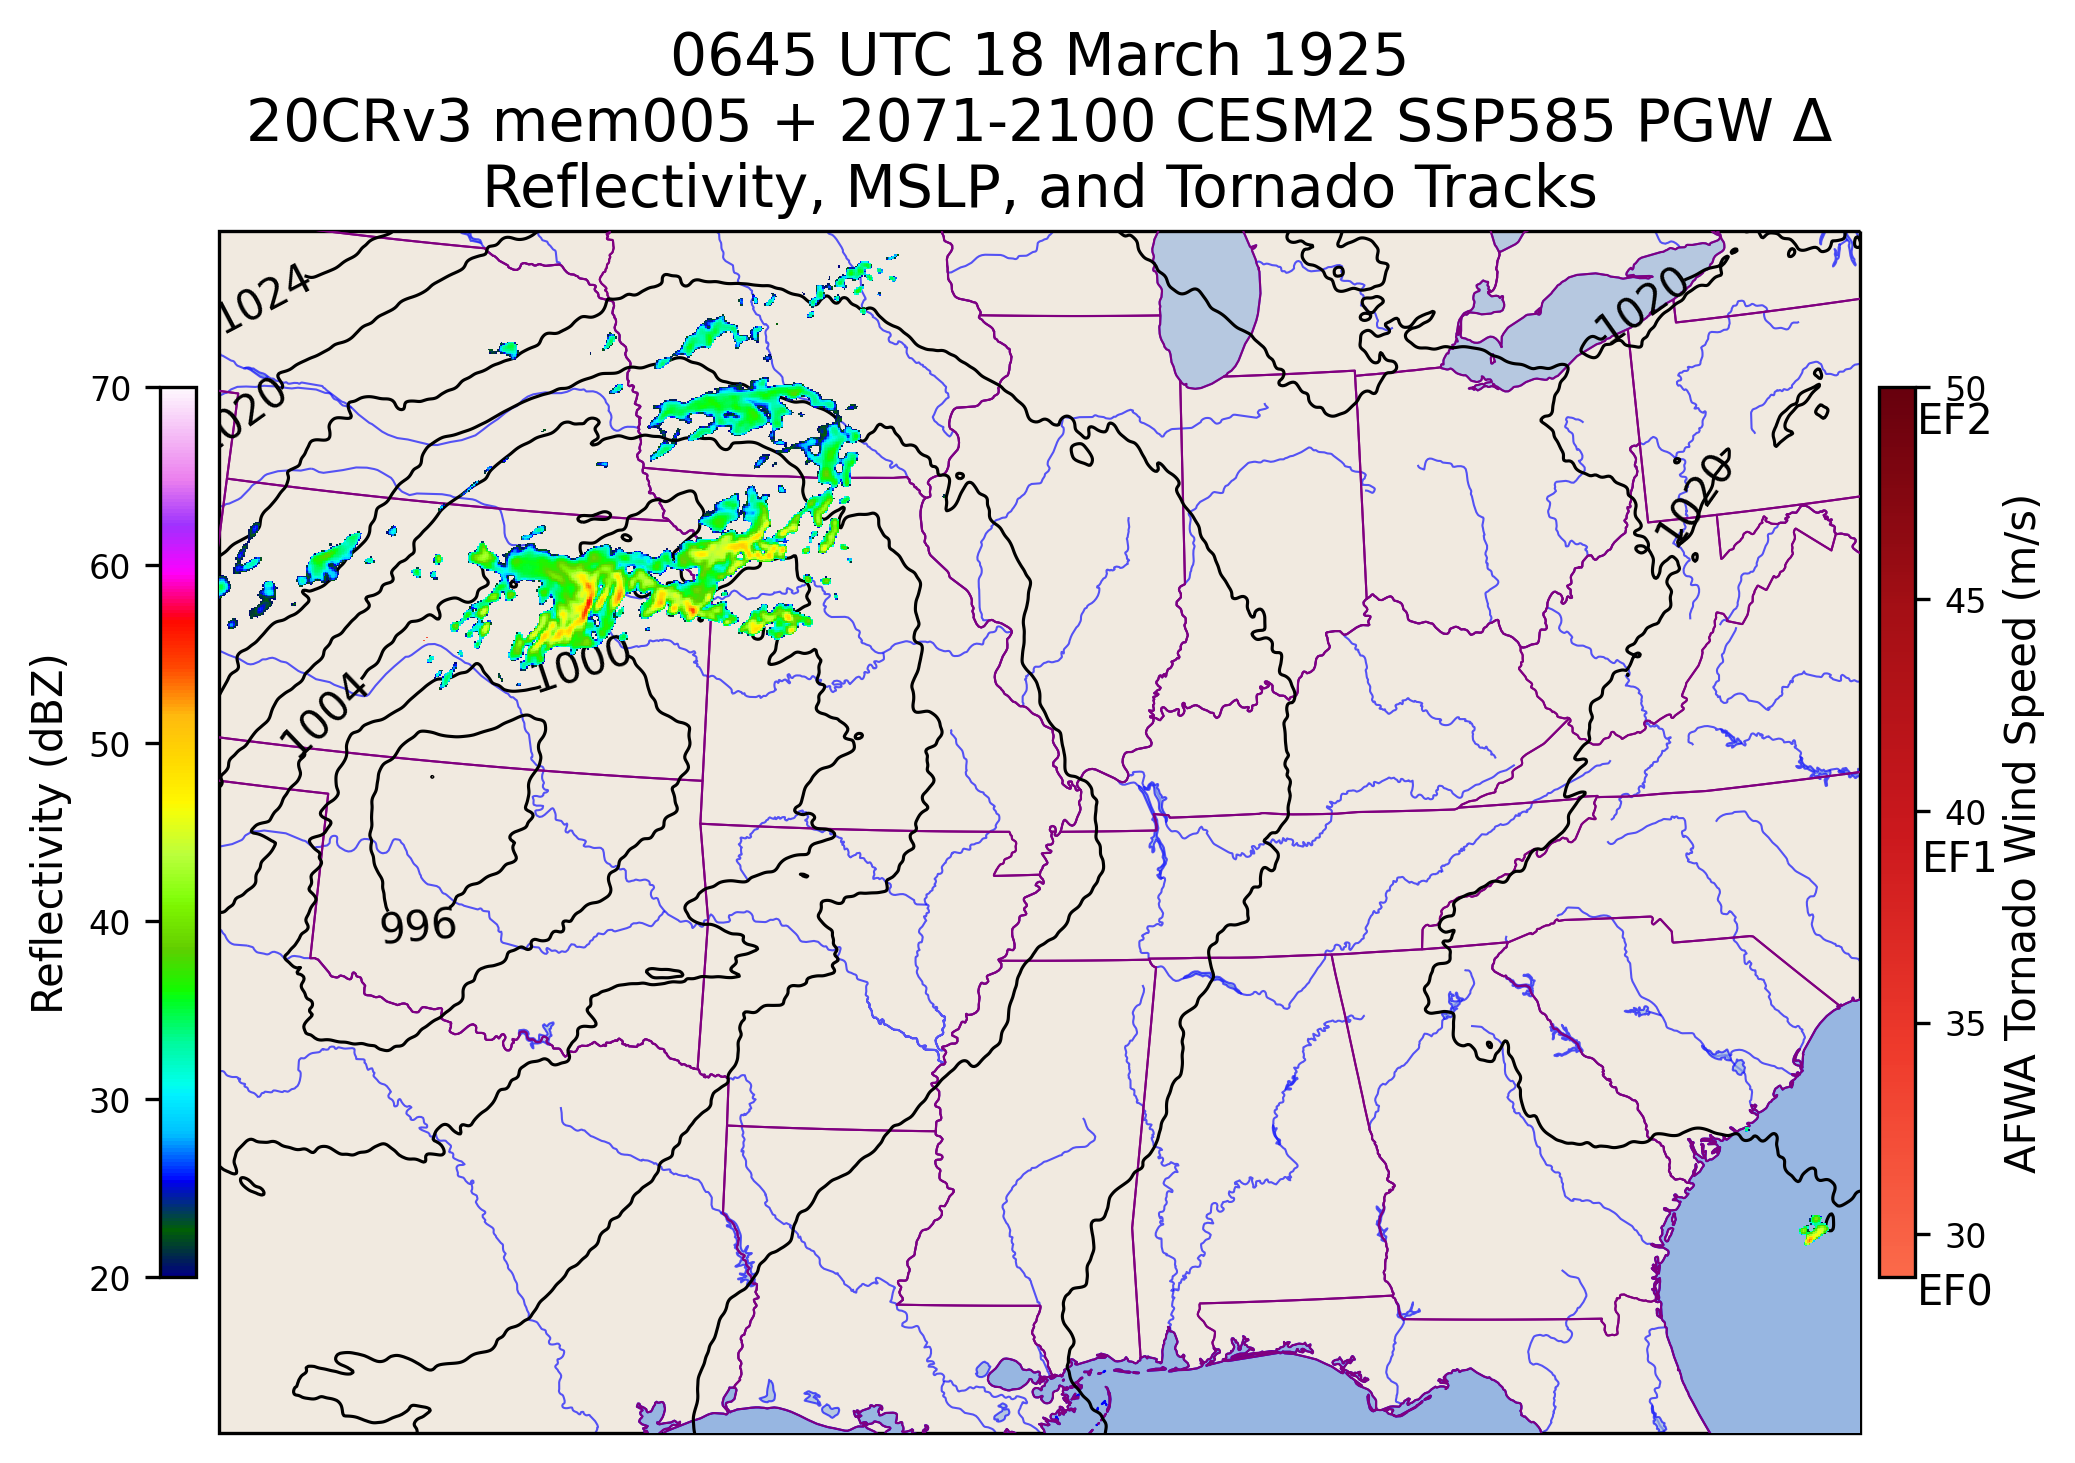 0645 UTC 18 March 1925
20CRv3 mem005 + 2071-2100 CESM2 SSP585 PGW Δ
Reflectivity, MSLP, and Tornado Tracks
1024
1020
1020
1020
1004
1000
996
Reflectivity (dBZ)
70
60
50
40
30
20
50
EF2
45
40
EF1
35
30
EF0
AFWA Tornado Wind Speed (m/s)